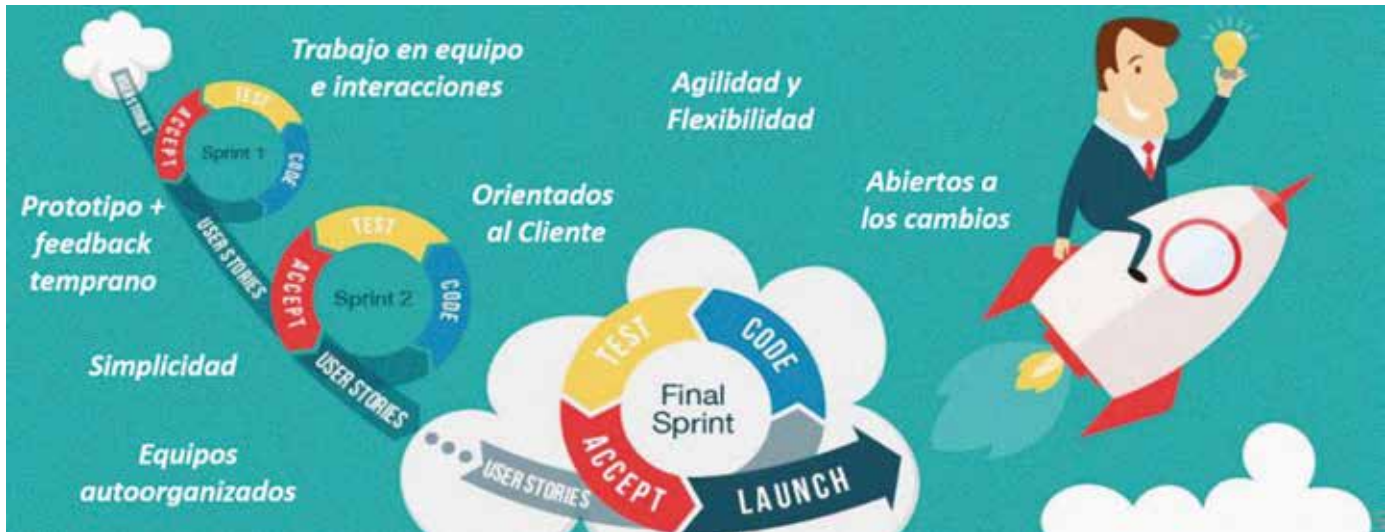 Trabajo en equipo
e interacciones
Agilidad y
Flexibilidad
USER STORIES
ACCEPT
TEST
CODE
Sprint 1
Prototipo +
feedback
temprano
Orientados
al Cliente
Abiertos a
los cambios
USER STORIES
ACCEPT
TEST
CODE
Sprint 2
Simplicidad
USER STORIES
Equipos
autoorganizados
USER STORIES
ACCEPT
TEST
CODE
Final
Sprint
LAUNCH